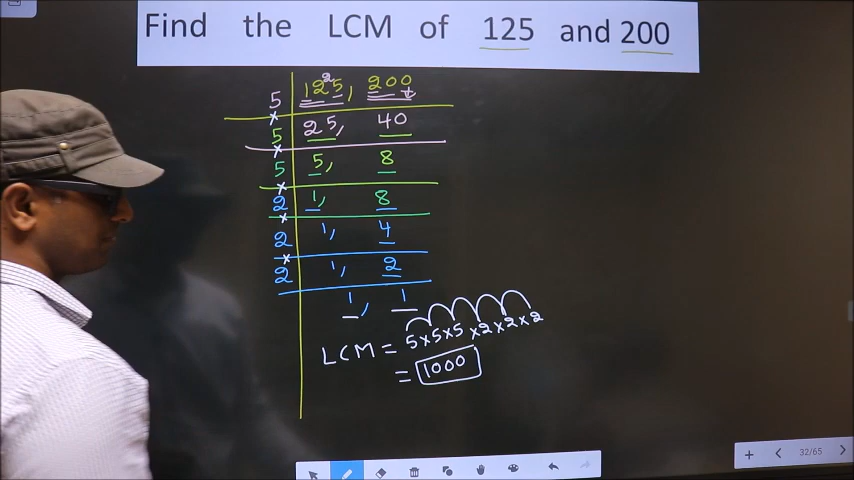 Find the LCM of 125 and 200
5 125, 200
2
5 25, 40
5 5, 8
2 1, 8
2 1, 4
2 1, 2
1, 1
LCM = 5×5×5×2×2×2
= 1000
32/65